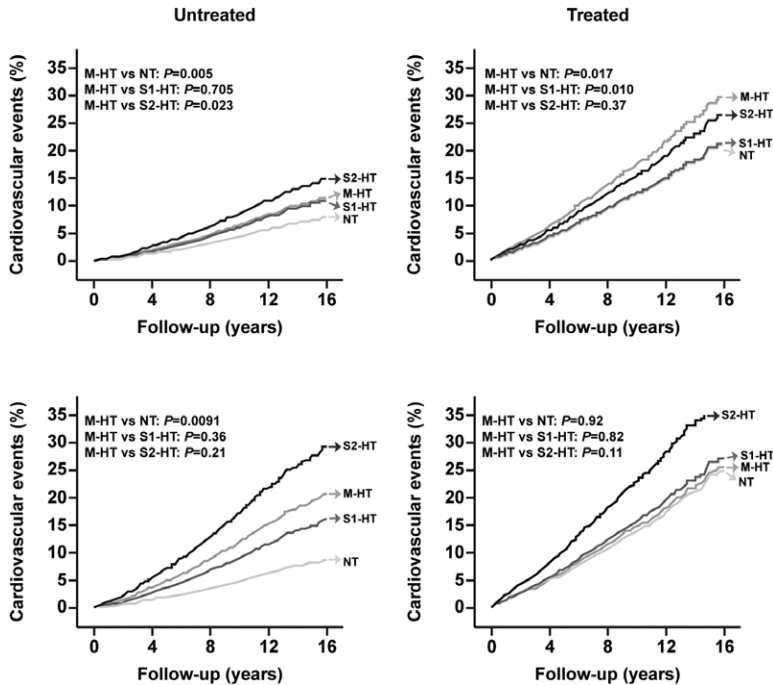 Untreated
Cardiovascular events (%)
35
30
25
20
15
10
5
0
M-HT vs NT: P=0.005
M-HT vs S1-HT: P=0.705
M-HT vs S2-HT: P=0.023
S2-HT
M-HT
S1-HT
NT
0 4 8 12 16
Follow-up (years)
Treated
Cardiovascular events (%)
35
30
25
20
15
10
5
0
M-HT vs NT: P=0.017
M-HT vs S1-HT: P=0.010
M-HT vs S2-HT: P=0.37
M-HT
S2-HT
S1-HT
NT
0 4 8 12 16
Follow-up (years)
Cardiovascular events (%)
35
30
25
20
15
10
5
0
M-HT vs NT: P=0.0091
M-HT vs S1-HT: P=0.36
M-HT vs S2-HT: P=0.21
S2-HT
M-HT
S1-HT
NT
0 4 8 12 16
Follow-up (years)
Cardiovascular events (%)
35
30
25
20
15
10
5
0
M-HT vs NT: P=0.92
M-HT vs S1-HT: P=0.82
M-HT vs S2-HT: P=0.11
S2-HT
S1-HT
M-HT
NT
0 4 8 12 16
Follow-up (years)